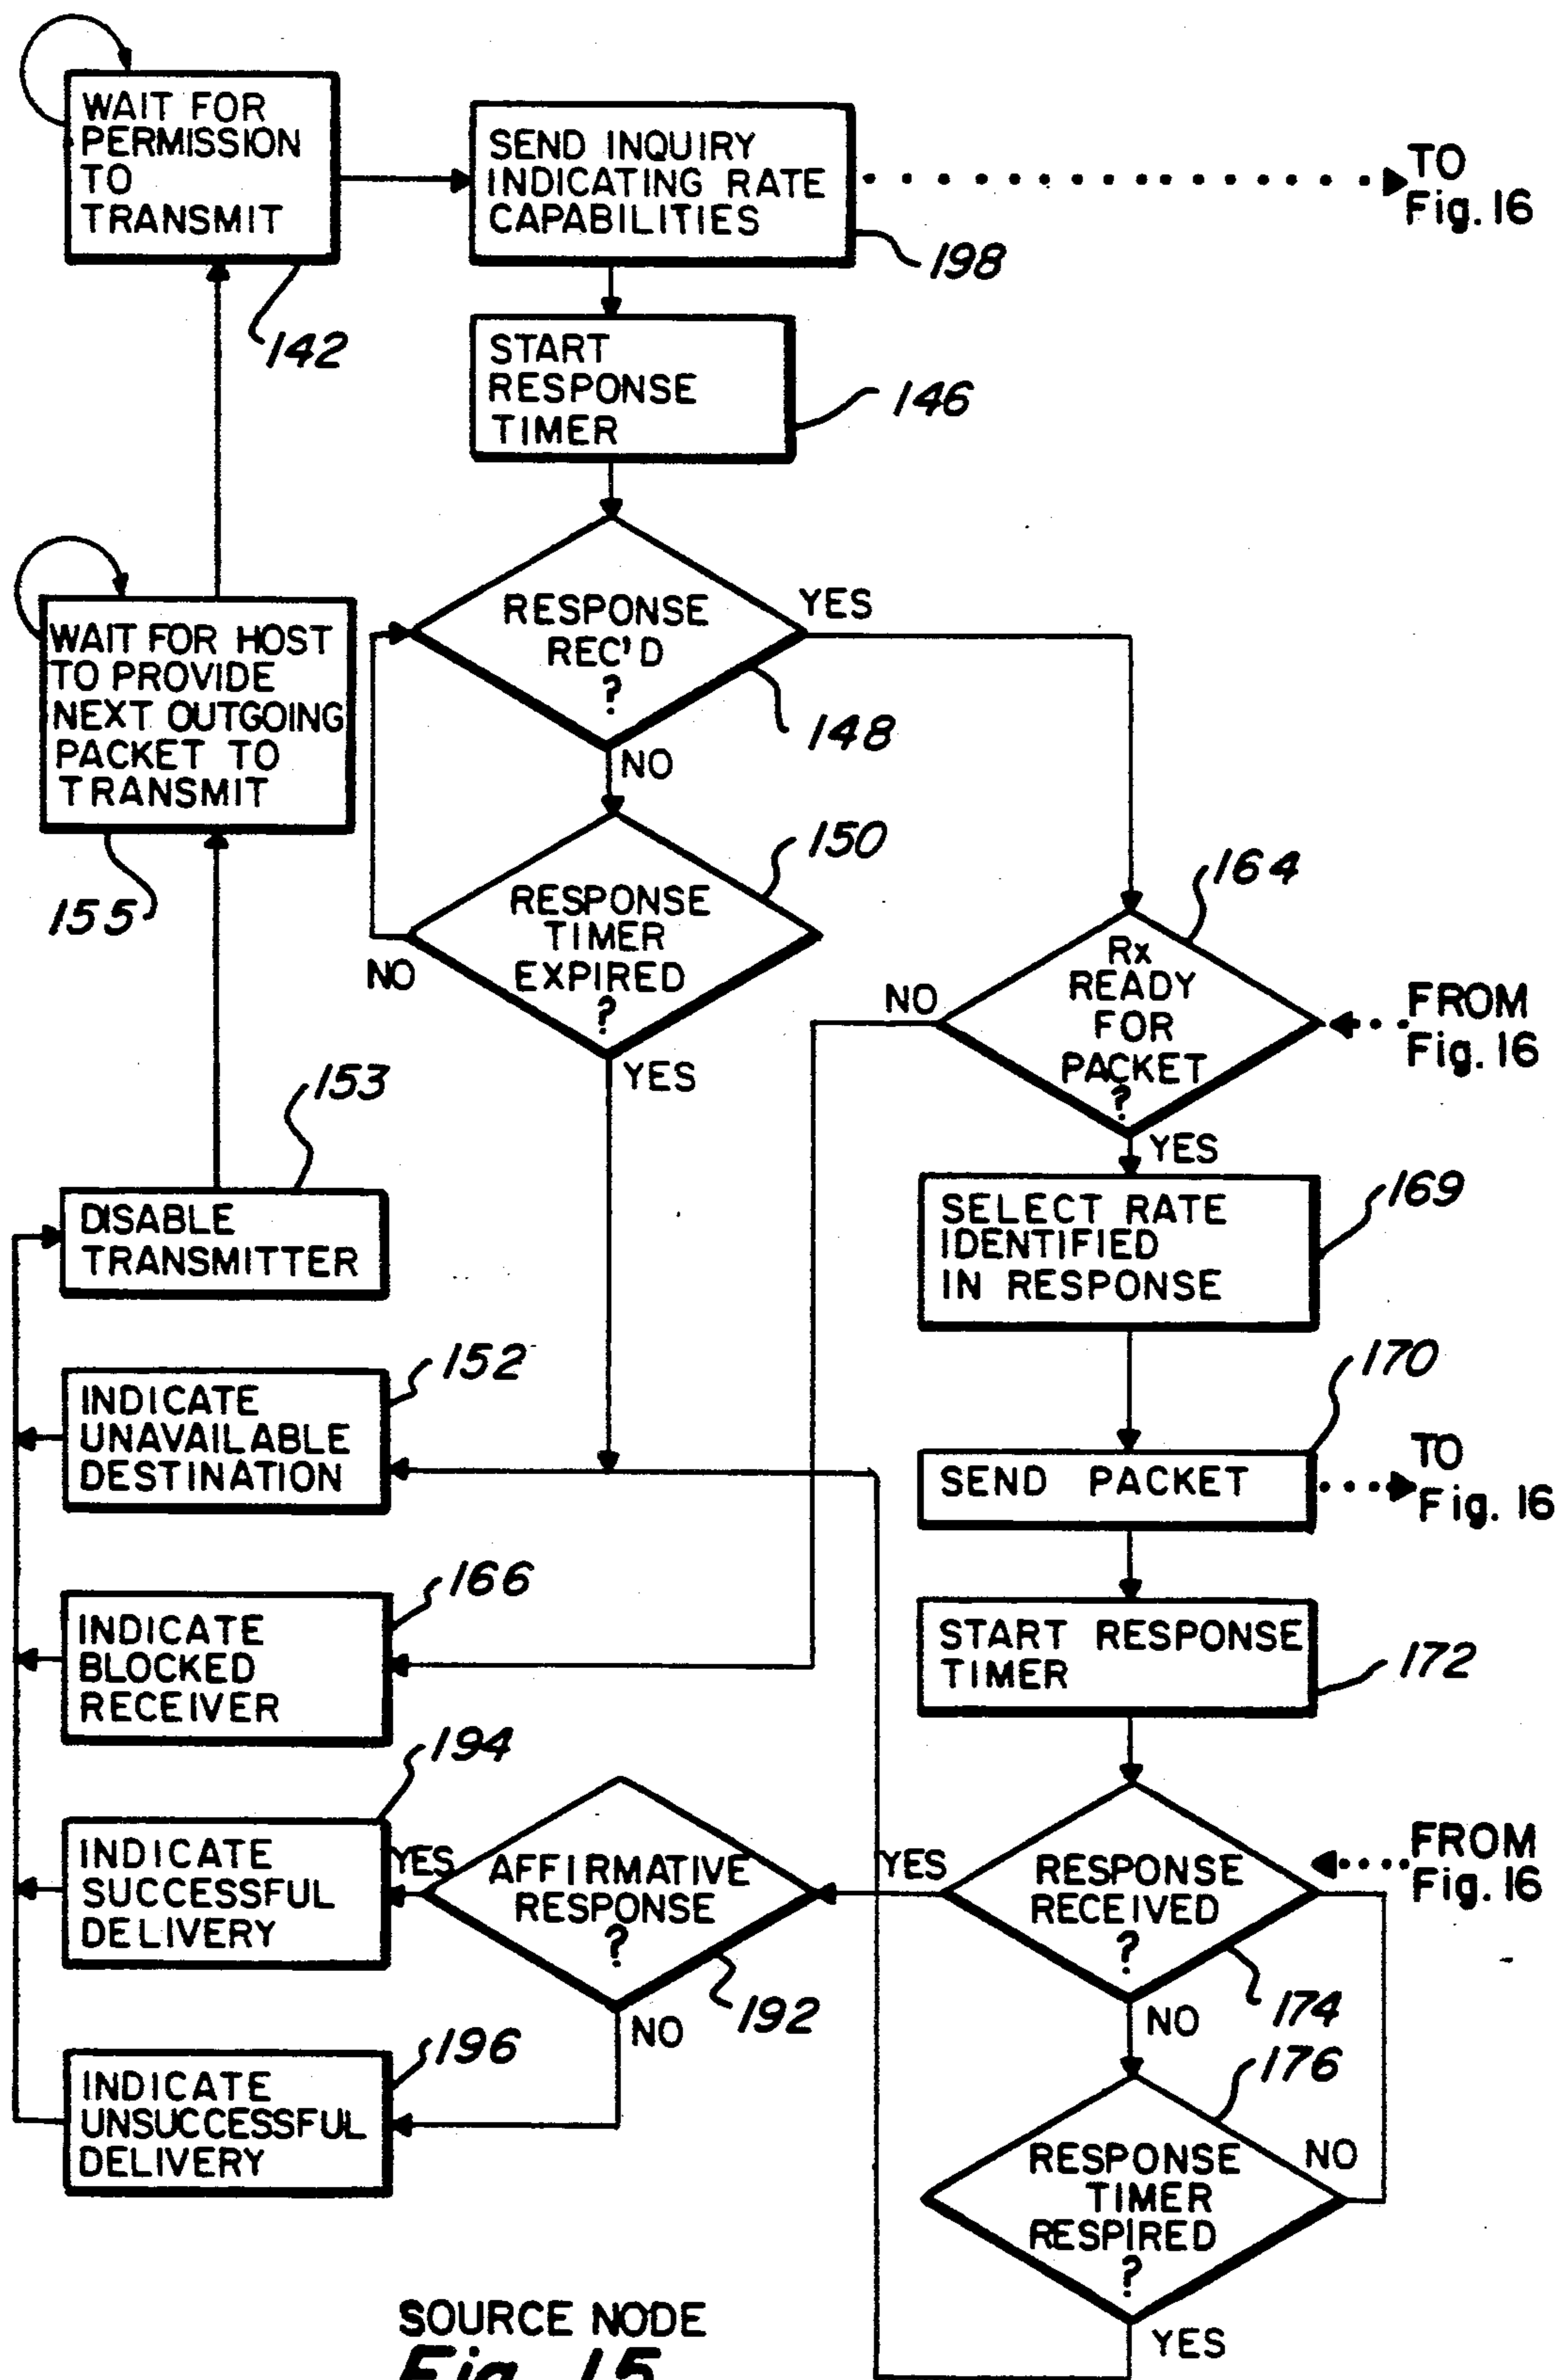 WAIT FOR
PERMISSION
TO
TRANSMIT
142
SEND INQUIRY
INDICATING RATE
CAPABILITIES
198
TO
Fig. 16
START
RESPONSE
TIMER
146
RESPONSE
REC'D
?
YES
NO
148
WAIT FOR HOST
TO PROVIDE
NEXT OUTGOING
PACKET TO
TRANSMIT
155
RESPONSE
TIMER
EXPIRED
?
150
NO
YES
Rx
READY
FOR
PACKET
?
164
NO
YES
FROM
Fig. 16
DISABLE
TRANSMITTER
153
SELECT RATE
IDENTIFIED
IN RESPONSE
169
INDICATE
UNAVAILABLE
DESTINATION
152
SEND PACKET
170
TO
Fig. 16
INDICATE
BLOCKED
RECEIVER
166
START RESPONSE
TIMER
172
INDICATE
SUCCESSFUL
DELIVERY
194
YES
AFFIRMATIVE
RESPONSE
?
192
NO
YES
RESPONSE
RECEIVED
?
174
NO
FROM
Fig. 16
INDICATE
UNSUCCESSFUL
DELIVERY
196
RESPONSE
TIMER
RESPIRED
?
176
NO
YES
SOURCE NODE
Fig. 15